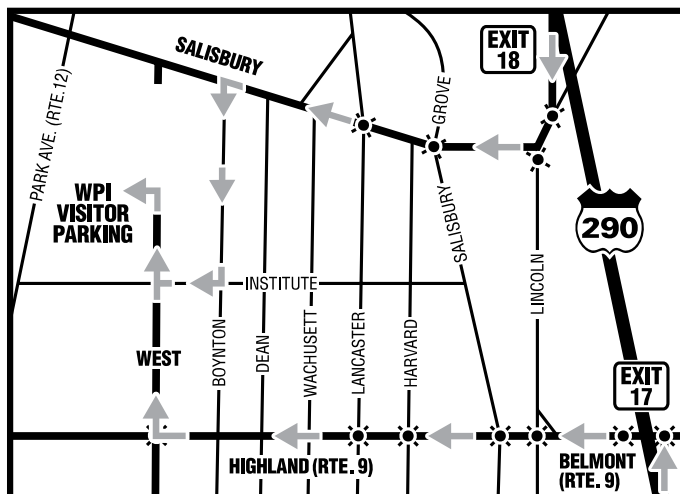 SALISBURY
EXIT
18
GROVE
PARK AVE. (RTE.12)
WPI
VISITOR
PARKING
290
SALISBURY
LINCOLN
INSTITUTE
WEST
BOYNTON
DEAN
WACHUSETT
LANCASTER
HARVARD
EXIT
17
HIGHLAND (RTE. 9)
BELMONT
(RTE. 9)